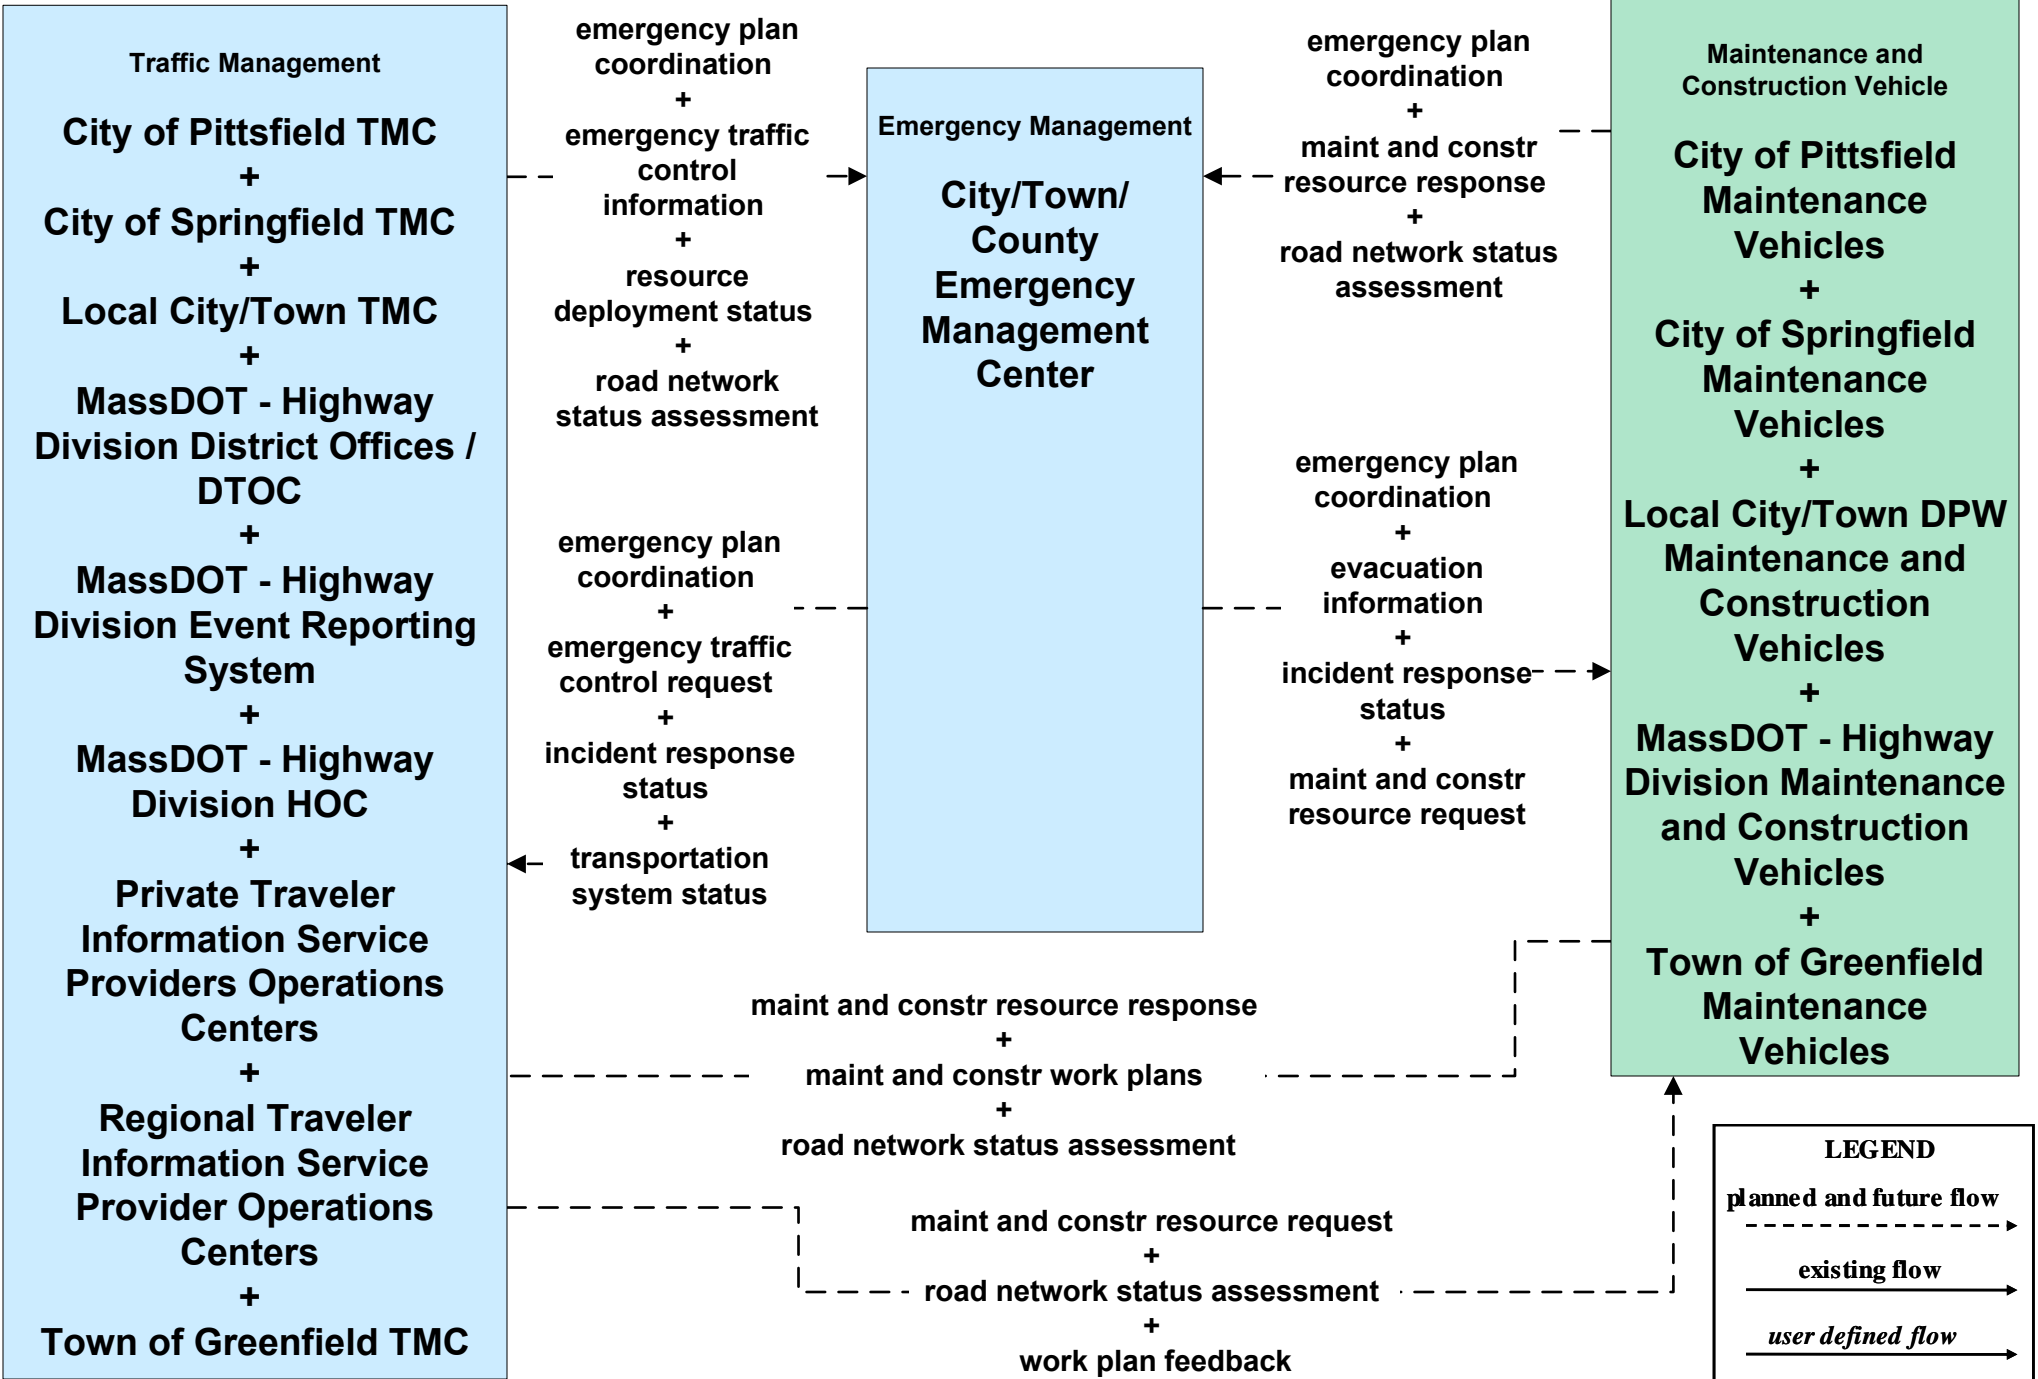 Traffic Management
City of Pittsfield TMC
+
City of Springfield TMC
+
Local City/Town TMC
+
MassDOT - Highway
Division District Offices /
DTOC
+
MassDOT - Highway
Division Event Reporting
System
+
MassDOT - Highway
Division HOC
+
Private Traveler
Information Service
Providers Operations
Centers
+
Regional Traveler
Information Service
Provider Operations
Centers
+
Town of Greenfield TMC
emergency plan
coordination
+
emergency traffic
control
information
+
resource
deployment status
+
road network
status assessment
emergency plan
coordination
+
emergency traffic
control request
+
incident response
status
+
transportation
system status
Emergency Management
City/Town/
County
Emergency
Management
Center
emergency plan
coordination
+
maint and constr
resource response
+
road network status
assessment
emergency plan
coordination
+
evacuation
information
+
incident response
status
+
maint and constr
resource request
maint and constr resource response
+
maint and constr work plans
+
road network status assessment
maint and constr resource request
+
road network status assessment
+
work plan feedback
Maintenance and
Construction Vehicle
City of Pittsfield
Maintenance
Vehicles
+
City of Springfield
Maintenance
Vehicles
+
Local City/Town DPW
Maintenance and
Construction
Vehicles
+
MassDOT - Highway
Division Maintenance
and Construction
Vehicles
+
Town of Greenfield
Maintenance
Vehicles
LEGEND
planned and future flow
existing flow
user defined flow